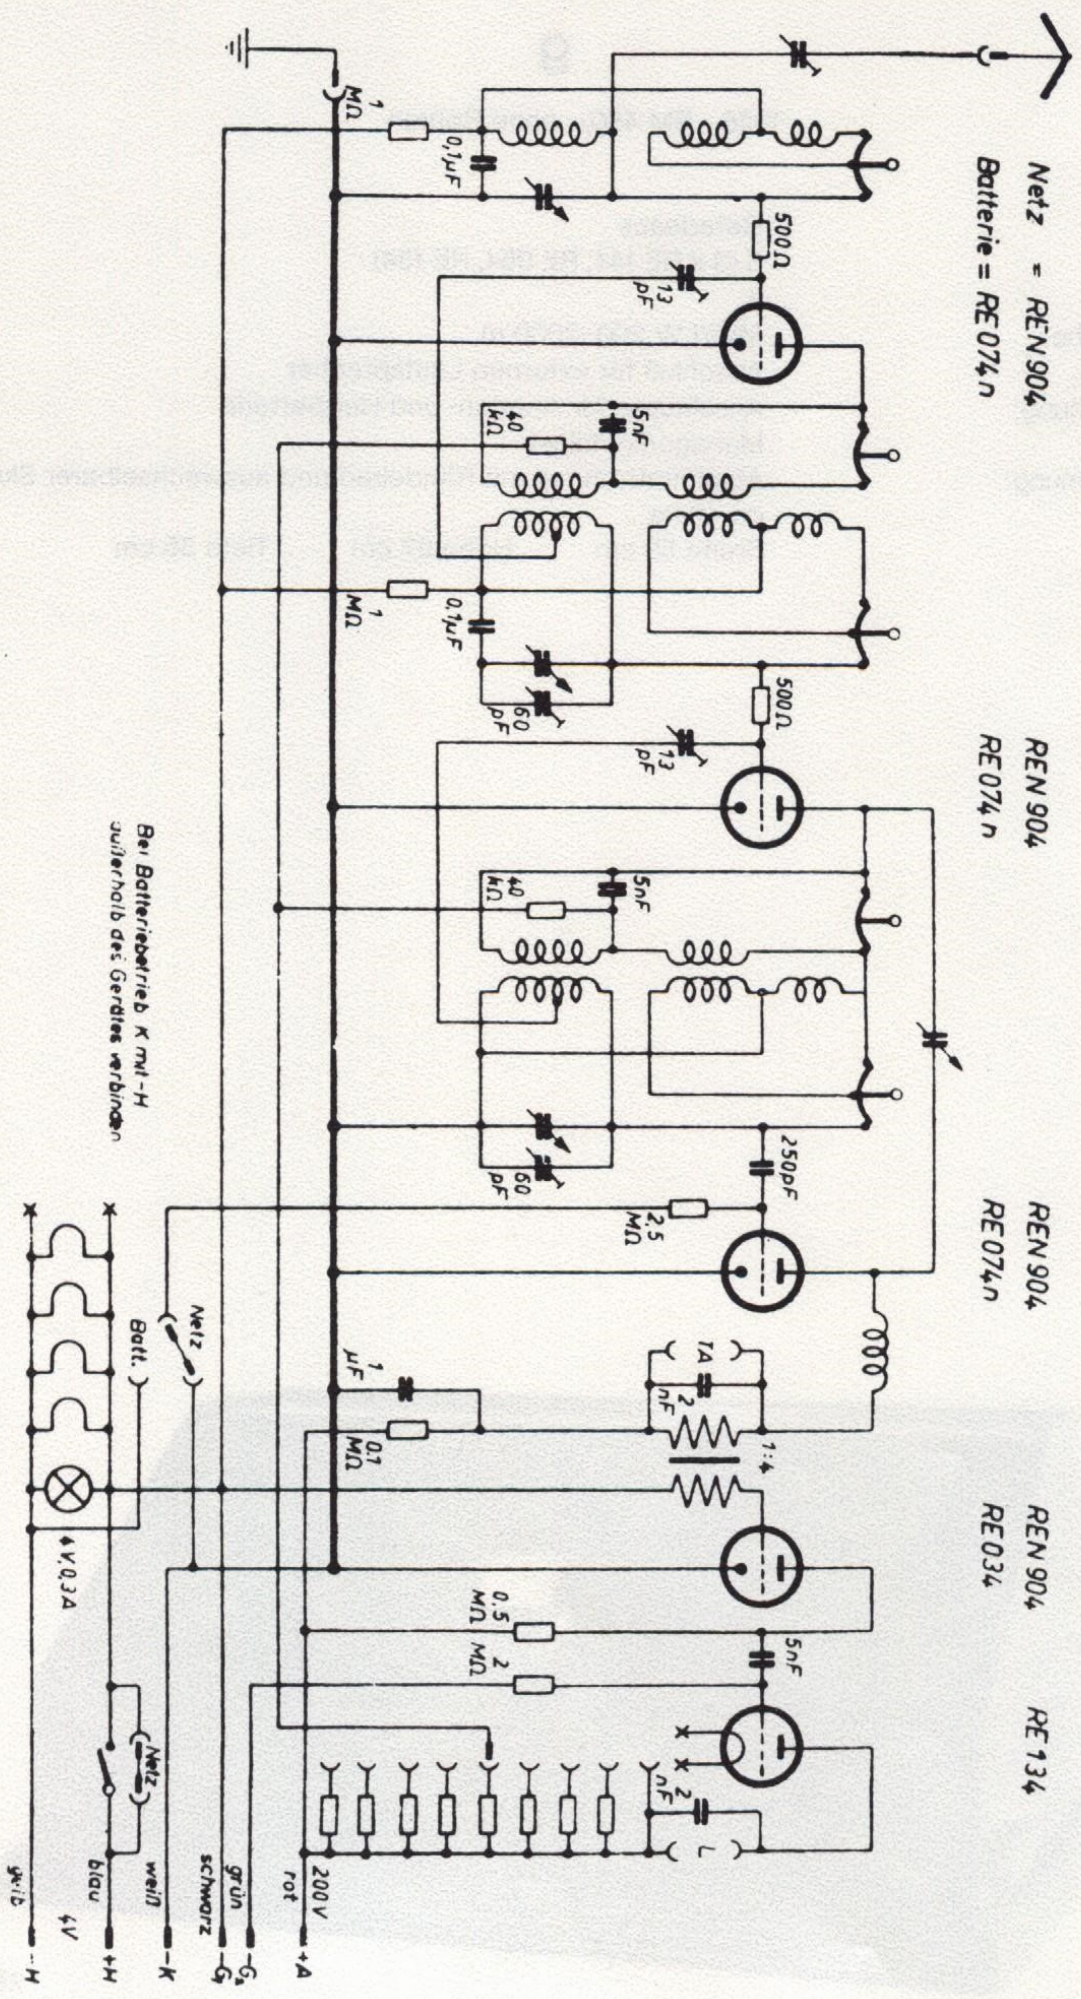 Netz = REN 904
Batterie = RE 074 n
REN 904
RE 074 n
REN 904
RE 074 n
REN 904
RE 034
RE 134
1 MΩ
0,1 µF
500 Ω
13 pF
5 nF
40 kΩ
1 MΩ
0,1 µF
60 pF
500 Ω
13 pF
5 nF
40 kΩ
60 pF
250 pF
2,5 MΩ
TA
2 nF
1:4
1 µF
0,1 MΩ
0,5 MΩ
2 MΩ
5 nF
2 nF
L
Netz
Batt.
4 V, 0,3 A
Netz
Bei Batteriebetrieb K mit -H
außerhalb des Gerätes verbinden
200 V
rot +A
grün -G2
schwarz -G1
weiß -K
blau +H
4V
gelb -H